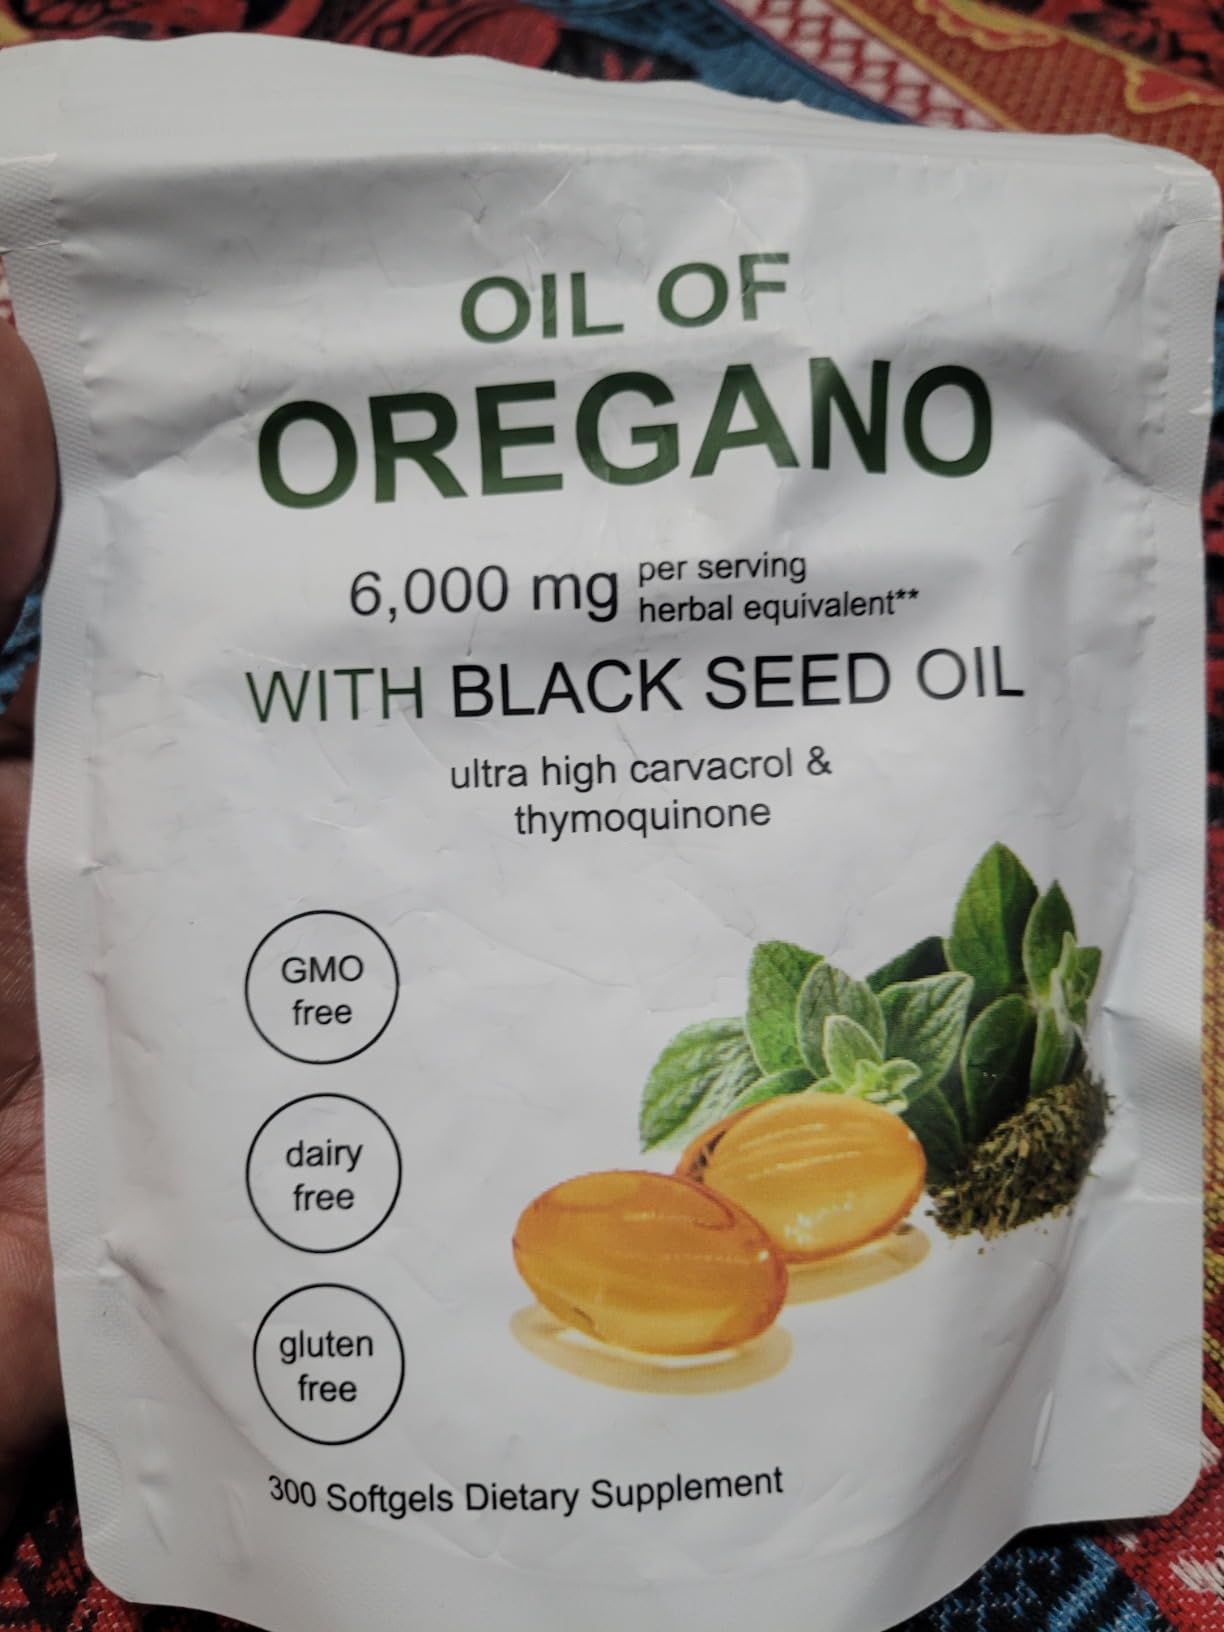 OIL OF
OREGANO
6,000 mg per serving
herbal equivalent**
WITH BLACK SEED OIL
ultra high carvacrol &
thymoquinone
GMO
free
dairy
free
gluten
free
300 Softgels Dietary Supplement